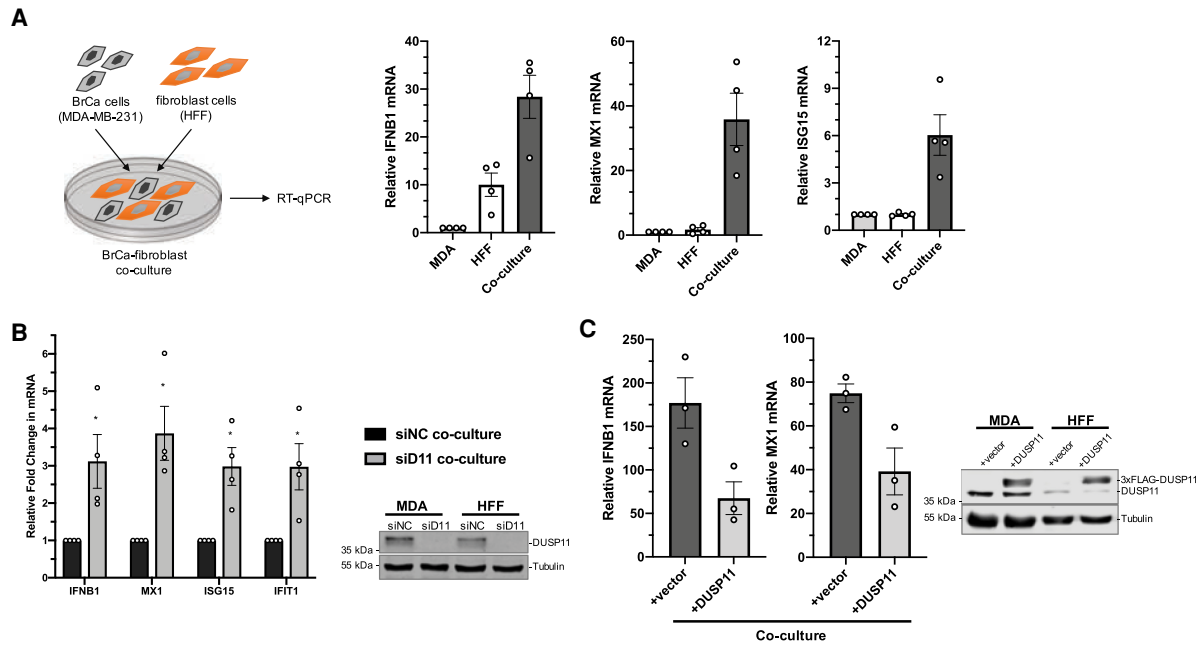 A
BrCa cells
(MDA-MB-231)
fibroblast cells
(HFF)
RT-qPCR
BrCa-fibroblast
co-culture
Relative IFNB1 mRNA
40
30
20
10
0
MDA
HFF
Co-culture
Relative MX1 mRNA
60
40
20
0
MDA
HFF
Co-culture
Relative ISG15 mRNA
12
9
6
3
0
MDA
HFF
Co-culture
B
Relative Fold Change in mRNA
6
5
4
3
2
1
0
* * * *
IFNB1 MX1 ISG15 IFIT1
siNC co-culture
siD11 co-culture
MDA HFF
siNC siD11 siNC siD11
35 kDa -DUSP11
55 kDa -Tubulin
C
Relative IFNB1 mRNA
250
200
150
100
50
0
+vector
+DUSP11
Relative MX1 mRNA
100
80
60
40
20
0
+vector
+DUSP11
Co-culture
MDA HFF
+vector +DUSP11 +vector +DUSP11
-3xFLAG-DUSP11
35 kDa -DUSP11
55 kDa -Tubulin